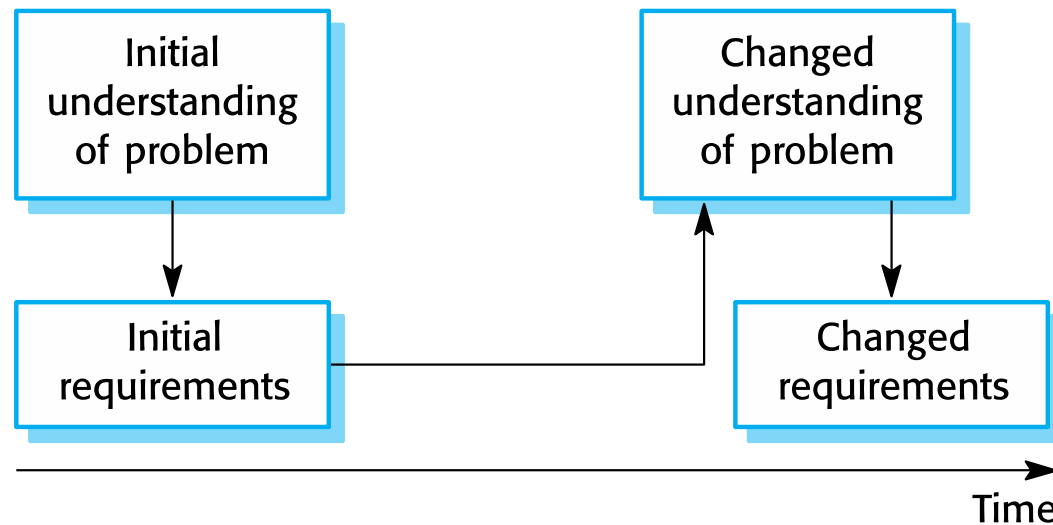 Initial
understanding
of problem
Changed
understanding
of problem
Initial
requirements
Changed
requirements
Time